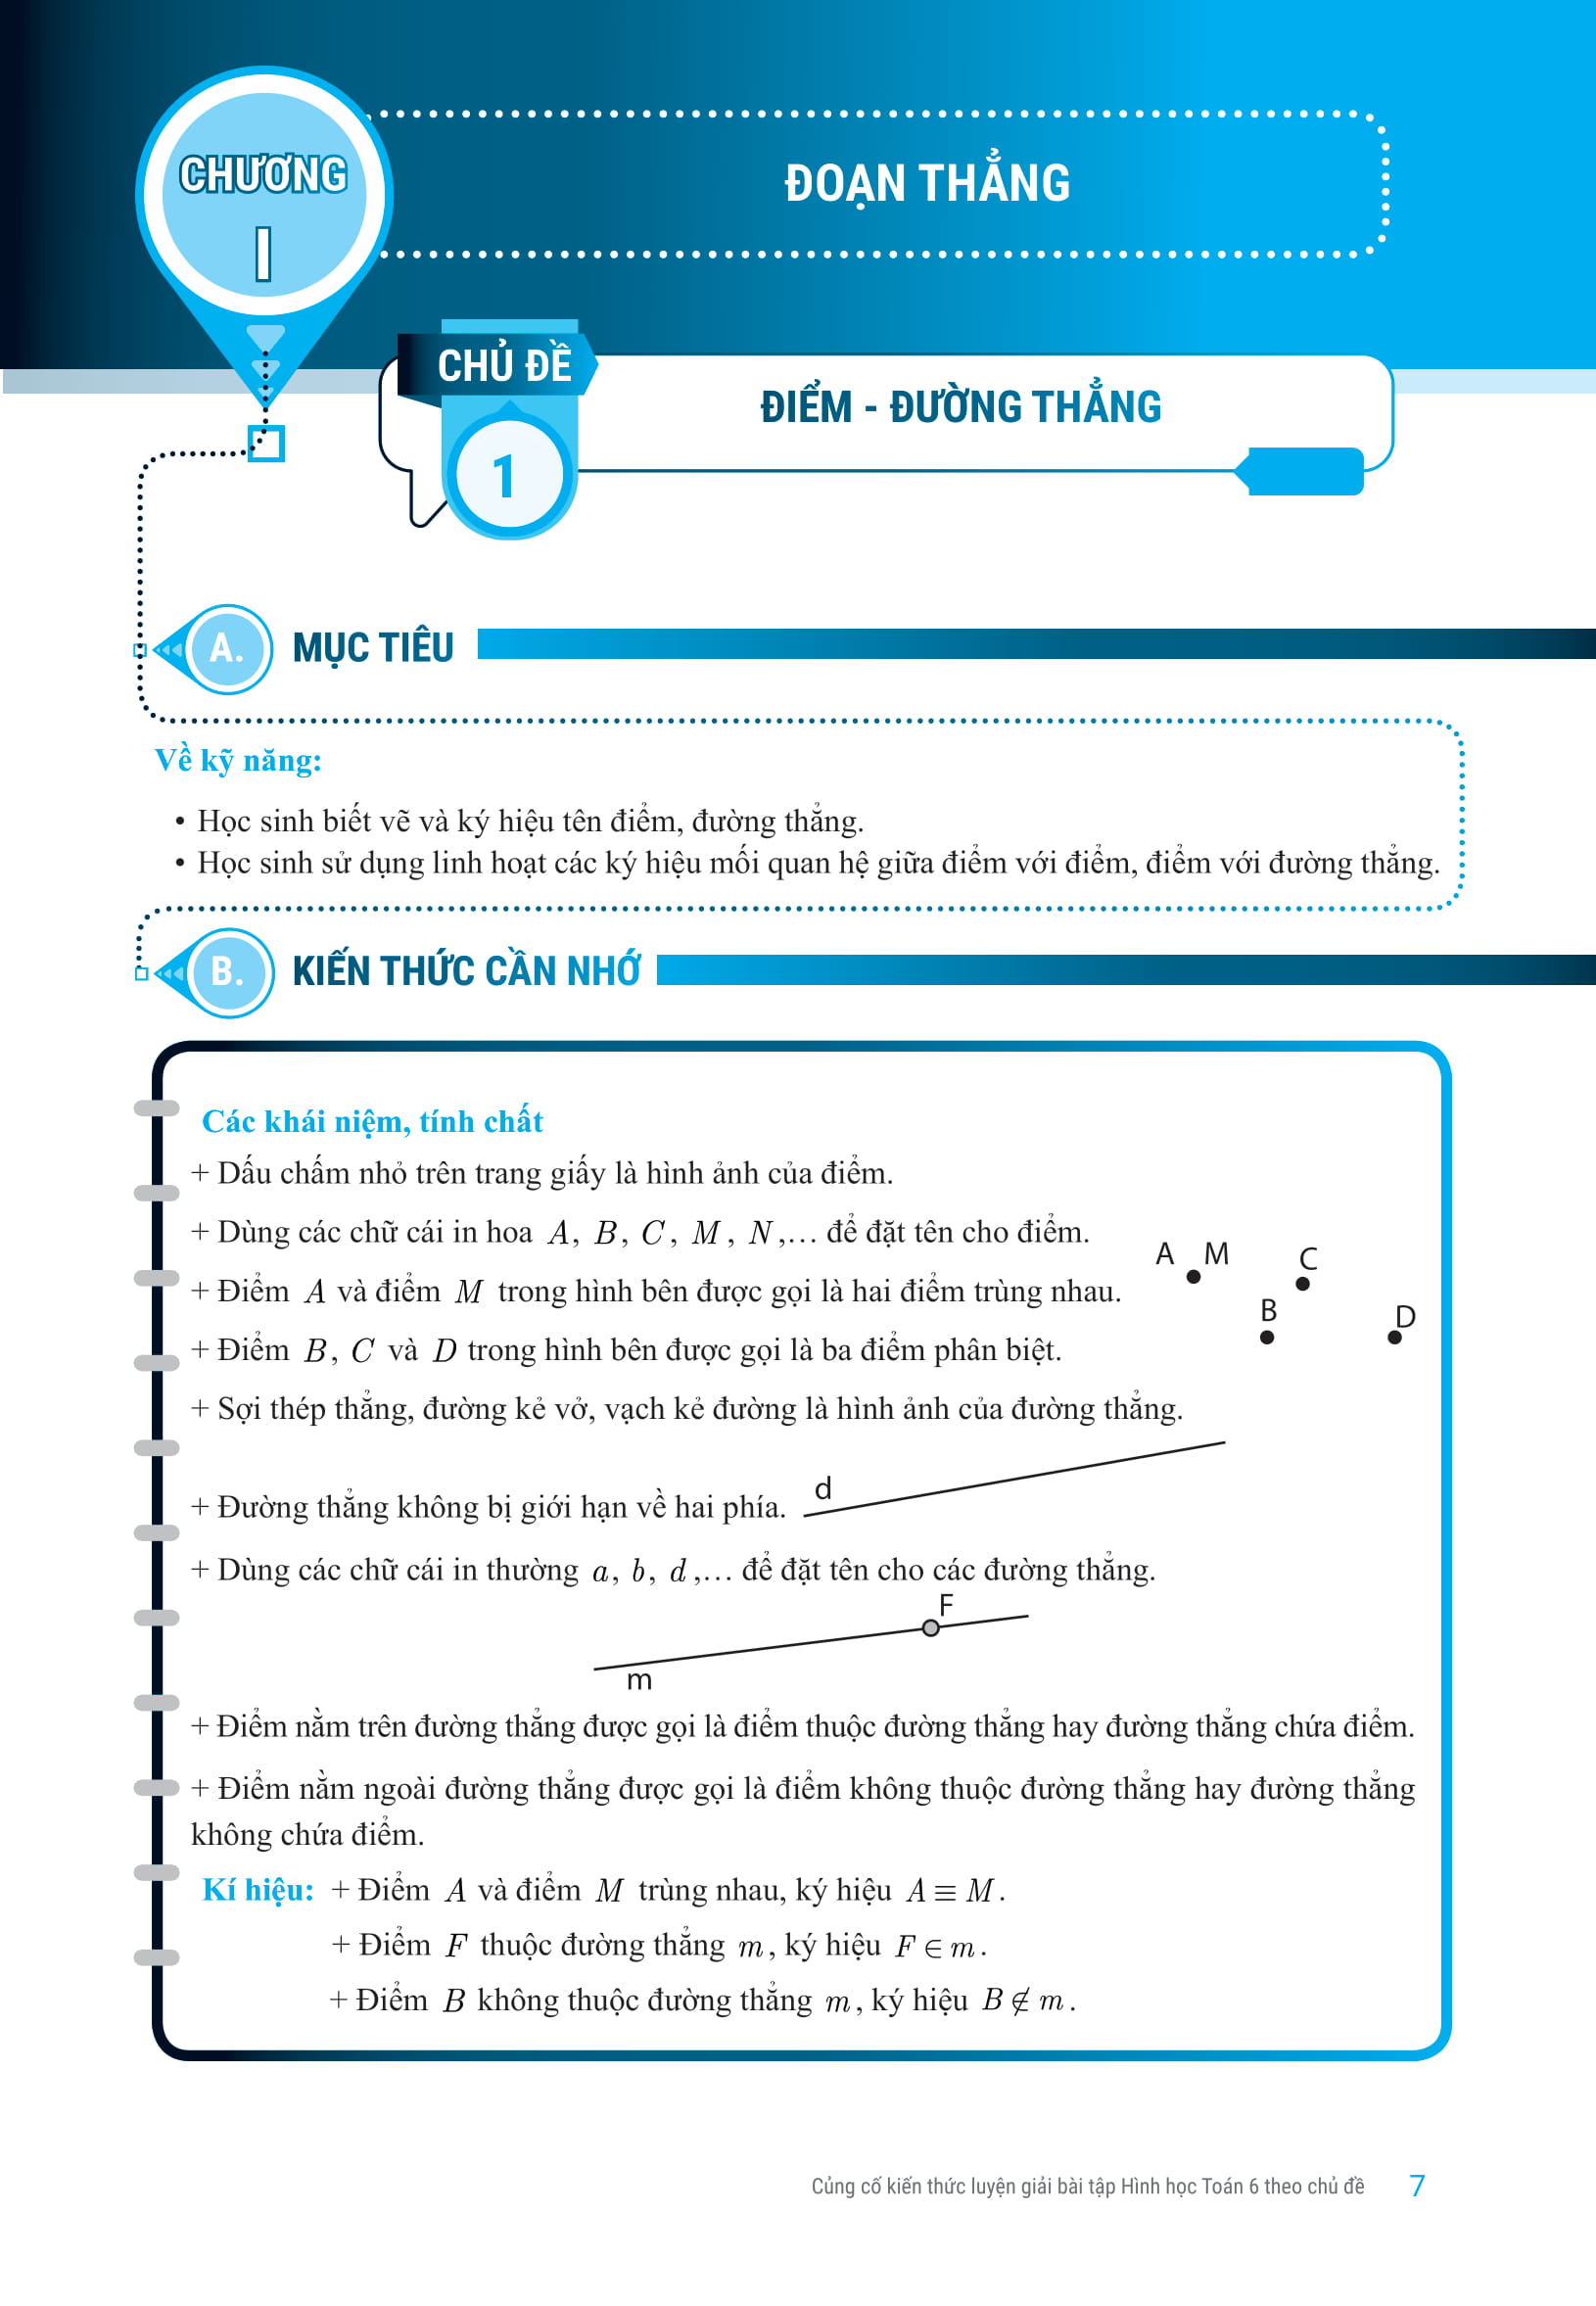 CHƯƠNG
I
ĐOẠN THẲNG
CHỦ ĐỀ
1
ĐIỂM - ĐƯỜNG THẲNG
A.
MỤC TIÊU
Về kỹ năng:
• Học sinh biết vẽ và ký hiệu tên điểm, đường thẳng.
• Học sinh sử dụng linh hoạt các ký hiệu mối quan hệ giữa điểm với điểm, điểm với đường thẳng.
B.
KIẾN THỨC CẦN NHỚ
Các khái niệm, tính chất
+ Dấu chấm nhỏ trên trang giấy là hình ảnh của điểm.
+ Dùng các chữ cái in hoa A, B, C, M, N,... để đặt tên cho điểm.
+ Điểm A và điểm M trong hình bên được gọi là hai điểm trùng nhau.
+ Điểm B, C và D trong hình bên được gọi là ba điểm phân biệt.
A M
C
B
D
+ Sợi thép thẳng, đường kẻ vở, vạch kẻ đường là hình ảnh của đường thẳng.
+ Đường thẳng không bị giới hạn về hai phía.
d
+ Dùng các chữ cái in thường a, b, d,... để đặt tên cho các đường thẳng.
F
m
+ Điểm nằm trên đường thẳng được gọi là điểm thuộc đường thẳng hay đường thẳng chứa điểm.
+ Điểm nằm ngoài đường thẳng được gọi là điểm không thuộc đường thẳng hay đường thẳng
không chứa điểm.
Kí hiệu: + Điểm A và điểm M trùng nhau, ký hiệu A ≡ M.
+ Điểm F thuộc đường thẳng m, ký hiệu F ∈ m.
+ Điểm B không thuộc đường thẳng m, ký hiệu B ∉ m.
Củng cố kiến thức luyện giải bài tập Hình học Toán 6 theo chủ đề 7